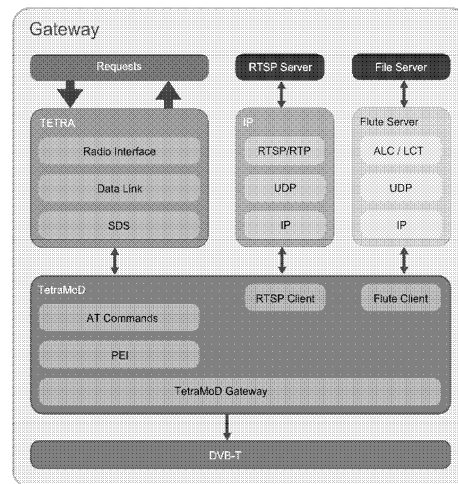 Gateway
Requests
RTSP Server
File Server
TETRA
Radio Interface
Data Link
SDS
IP
RTSP/RTP
UDP
IP
Flute Server
ALC / LCT
UDP
IP
TetraMoD
AT Commands
PEI
RTSP Client
Flute Client
TetraMoD Gateway
DVB-T